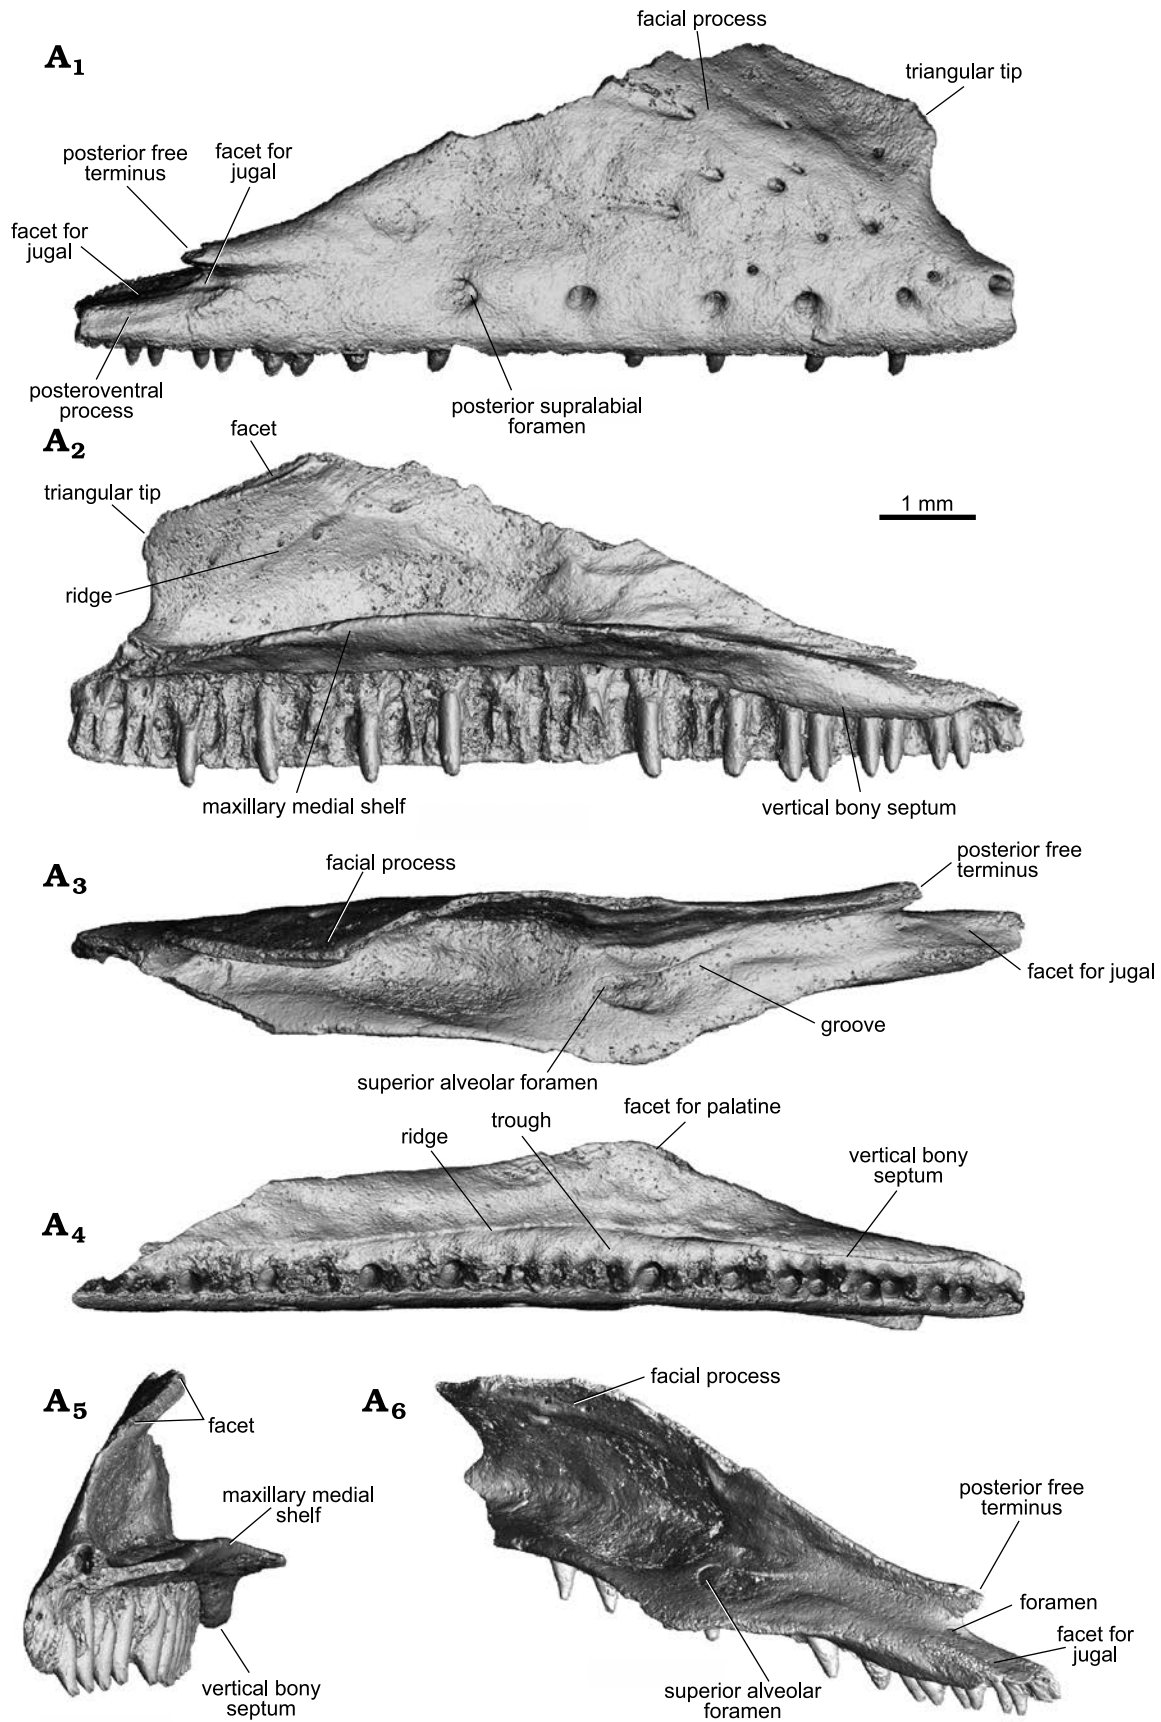 A1
facial process
triangular tip
posterior free
terminus
facet for
jugal
facet for
jugal
posteroventral
process
posterior supralabial
foramen
A2
facet
triangular tip
1 mm
ridge
maxillary medial shelf
vertical bony septum
A3
facial process
posterior free
terminus
facet for jugal
groove
superior alveolar foramen
A4
facet for palatine
trough
ridge
vertical bony
septum
A5
facet
maxillary medial
shelf
vertical bony
septum
A6
facial process
posterior free
terminus
foramen
facet for
jugal
superior alveolar
foramen